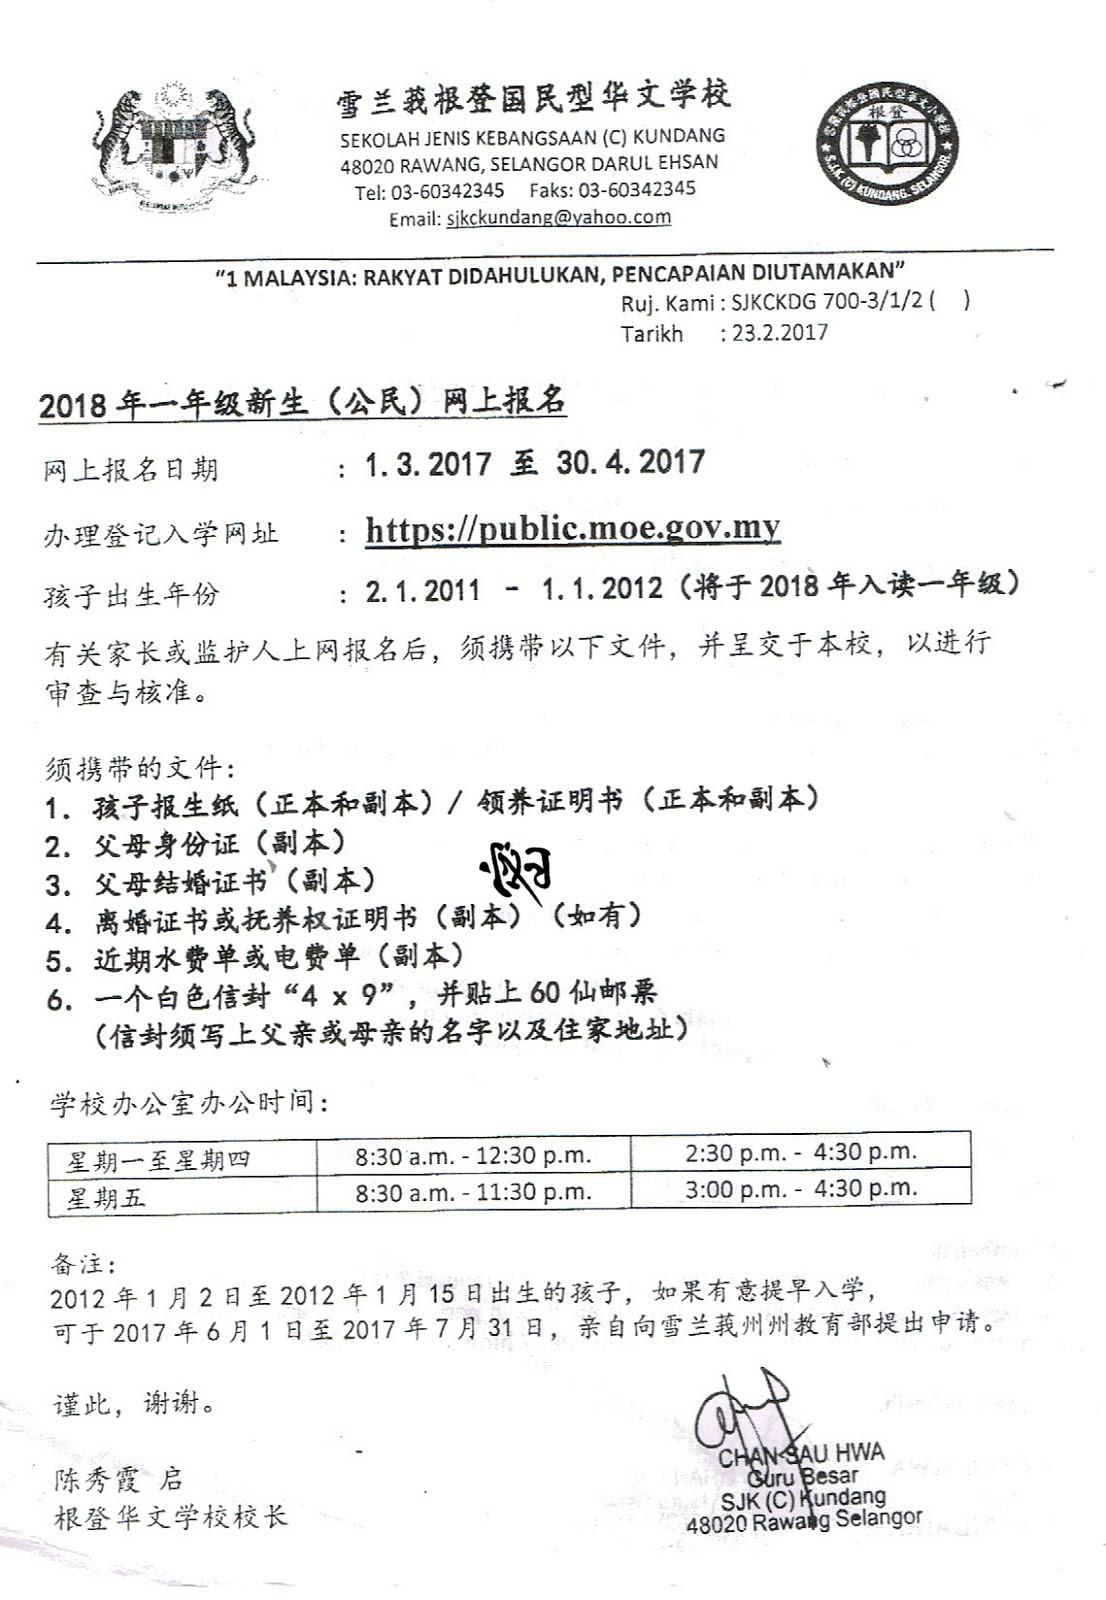 雪兰莪根登国民型华文学校
SEKOLAH JENIS KEBANGSAAN (C) KUNDANG
48020 RAWANG, SELANGOR DARUL EHSAN
Tel: 03-60342345 Faks: 03-60342345
Email: sjkckundang@yahoo.com
根登
S.J.K (C) KUNDANG, SELANGOR
“1 MALAYSIA: RAKYAT DIDAHULUKAN, PENCAPAIAN DIUTAMAKAN”
Ruj. Kami : SJKCKDG 700-3/1/2 ( )
Tarikh : 23.2.2017
2018 年一年级新生（公民）网上报名
网上报名日期 : 1.3.2017 至 30.4.2017
办理登记入学网址 : https://public.moe.gov.my
孩子出生年份 : 2.1.2011 - 1.1.2012（将于 2018 年入读一年级）
有关家长或监护人上网报名后，须携带以下文件，并呈交于本校，以进行
审查与核准。
须携带的文件：
1. 孩子报生纸（正本和副本）/ 领养证明书（正本和副本）
2. 父母身份证（副本）
3. 父母结婚证书（副本）
4. 离婚证书或抚养权证明书（副本）（如有）
5. 近期水费单或电费单（副本）
6. 一个白色信封“4 x 9”，并贴上 60 仙邮票
（信封须写上父亲或母亲的名字以及住家地址）
学校办公室办公时间：
星期一至星期四 8:30 a.m. - 12:30 p.m. 2:30 p.m. - 4:30 p.m.
星期五 8:30 a.m. - 11:30 p.m. 3:00 p.m. - 4:30 p.m.
备注：
2012 年 1 月 2 日至 2012 年 1 月 15 日出生的孩子，如果有意提早入学，
可于 2017 年 6 月 1 日至 2017 年 7 月 31 日，亲自向雪兰莪州州教育部提出申请。
谨此，谢谢。
陈秀霞 启
根登华文学校校长
CHAN SAU HWA
Guru Besar
SJK (C) Kundang
48020 Rawang Selangor